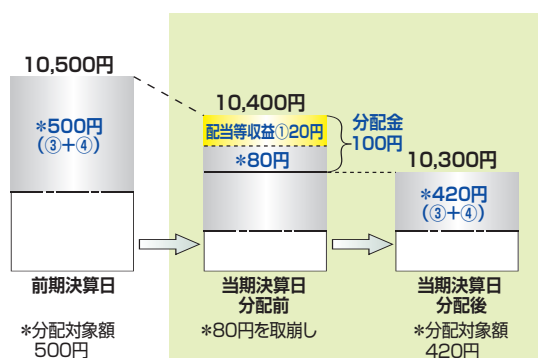 10,500円
*500円
(③+④)
前期決算日
*分配対象額
500円
10,400円
配当等収益①20円
*80円
分配金
100円
当期決算日
分配前
*80円を取崩し
10,300円
*420円
(③+④)
当期決算日
分配後
*分配対象額
420円